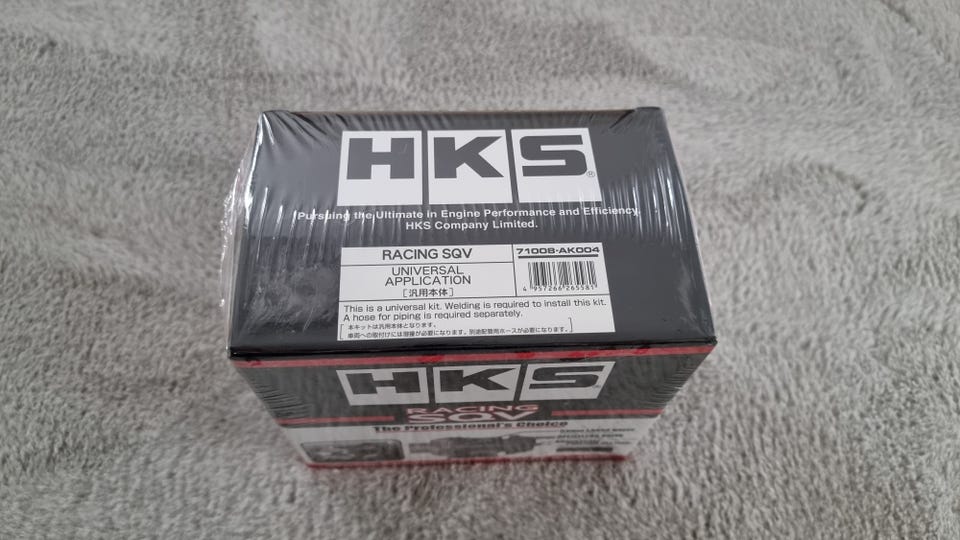 HKS®
Pursuing the Ultimate in Engine Performance and Efficiency.
HKS Company Limited.
RACING SQV
71008-AK004
UNIVERSAL
APPLICATION
[汎用本体]
4 957266 265581
This is a universal kit. Welding is required to install this kit.
A hose for piping is required separately.
本キットは汎用本体となります。
車両への取付けには溶接が必要になります。別途配管用ホースが必要になります。
HKS®
RACING
SQV
The Professional's Choice